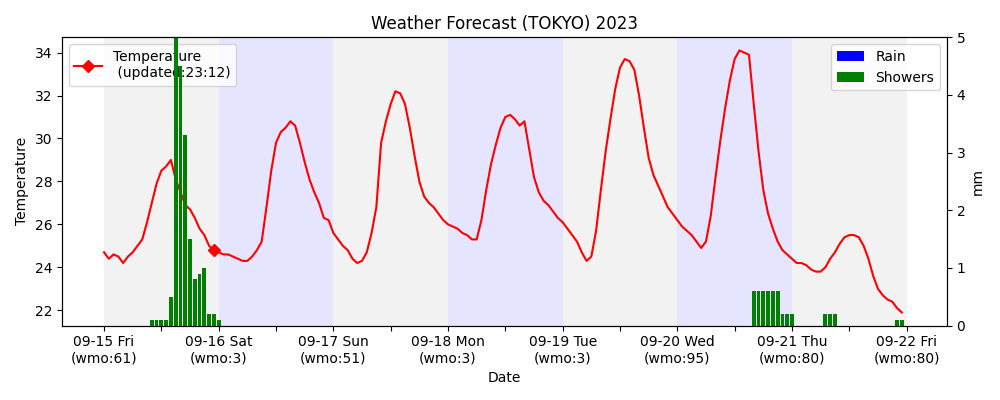 Weather Forecast (TOKYO) 2023
Temperature
(updated:23:12)
Rain
Showers
34
32
30
28
26
24
22
Temperature
5
4
3
2
1
0
mm
09-15 Fri
(wmo:61)
09-16 Sat
(wmo:3)
09-17 Sun
(wmo:51)
09-18 Mon
(wmo:3)
09-19 Tue
(wmo:3)
09-20 Wed
(wmo:95)
09-21 Thu
(wmo:80)
09-22 Fri
(wmo:80)
Date